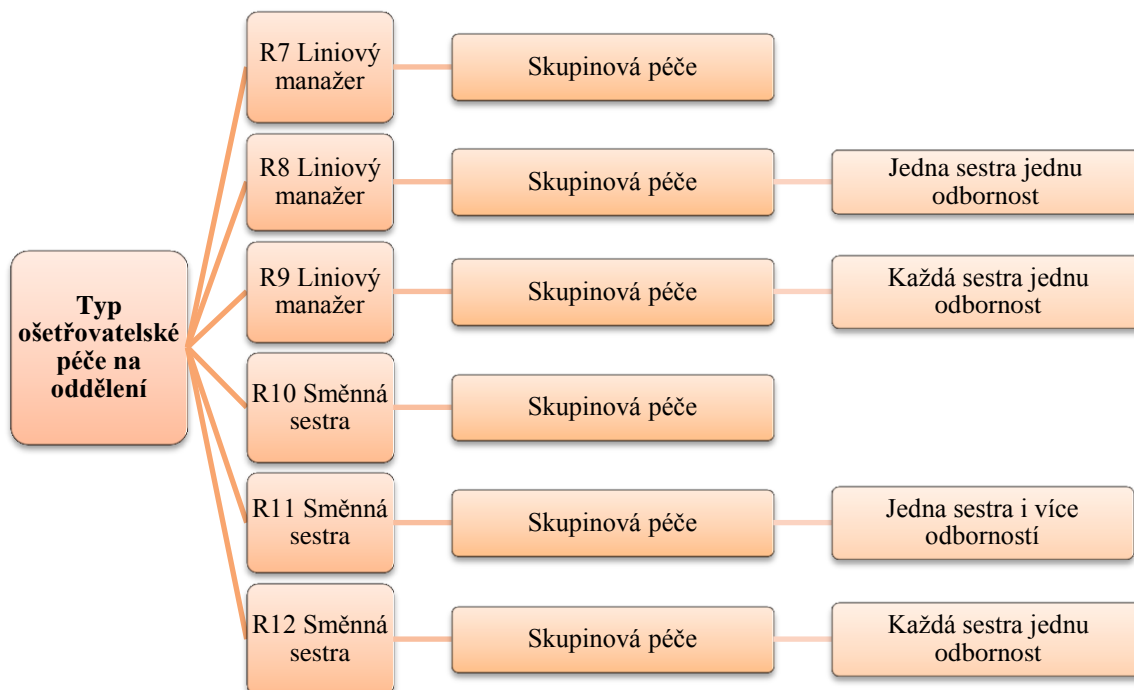 Typ
ošetřovatelské
péče na
oddělení
R7 Liniový
manažer
Skupinová péče
R8 Liniový
manažer
Skupinová péče
Jedna sestra jednu
odbornost
R9 Liniový
manažer
Skupinová péče
Každá sestra jednu
odbornost
R10 Směnná
sestra
Skupinová péče
R11 Směnná
sestra
Skupinová péče
Jedna sestra i více
odborností
R12 Směnná
sestra
Skupinová péče
Každá sestra jednu
odbornost